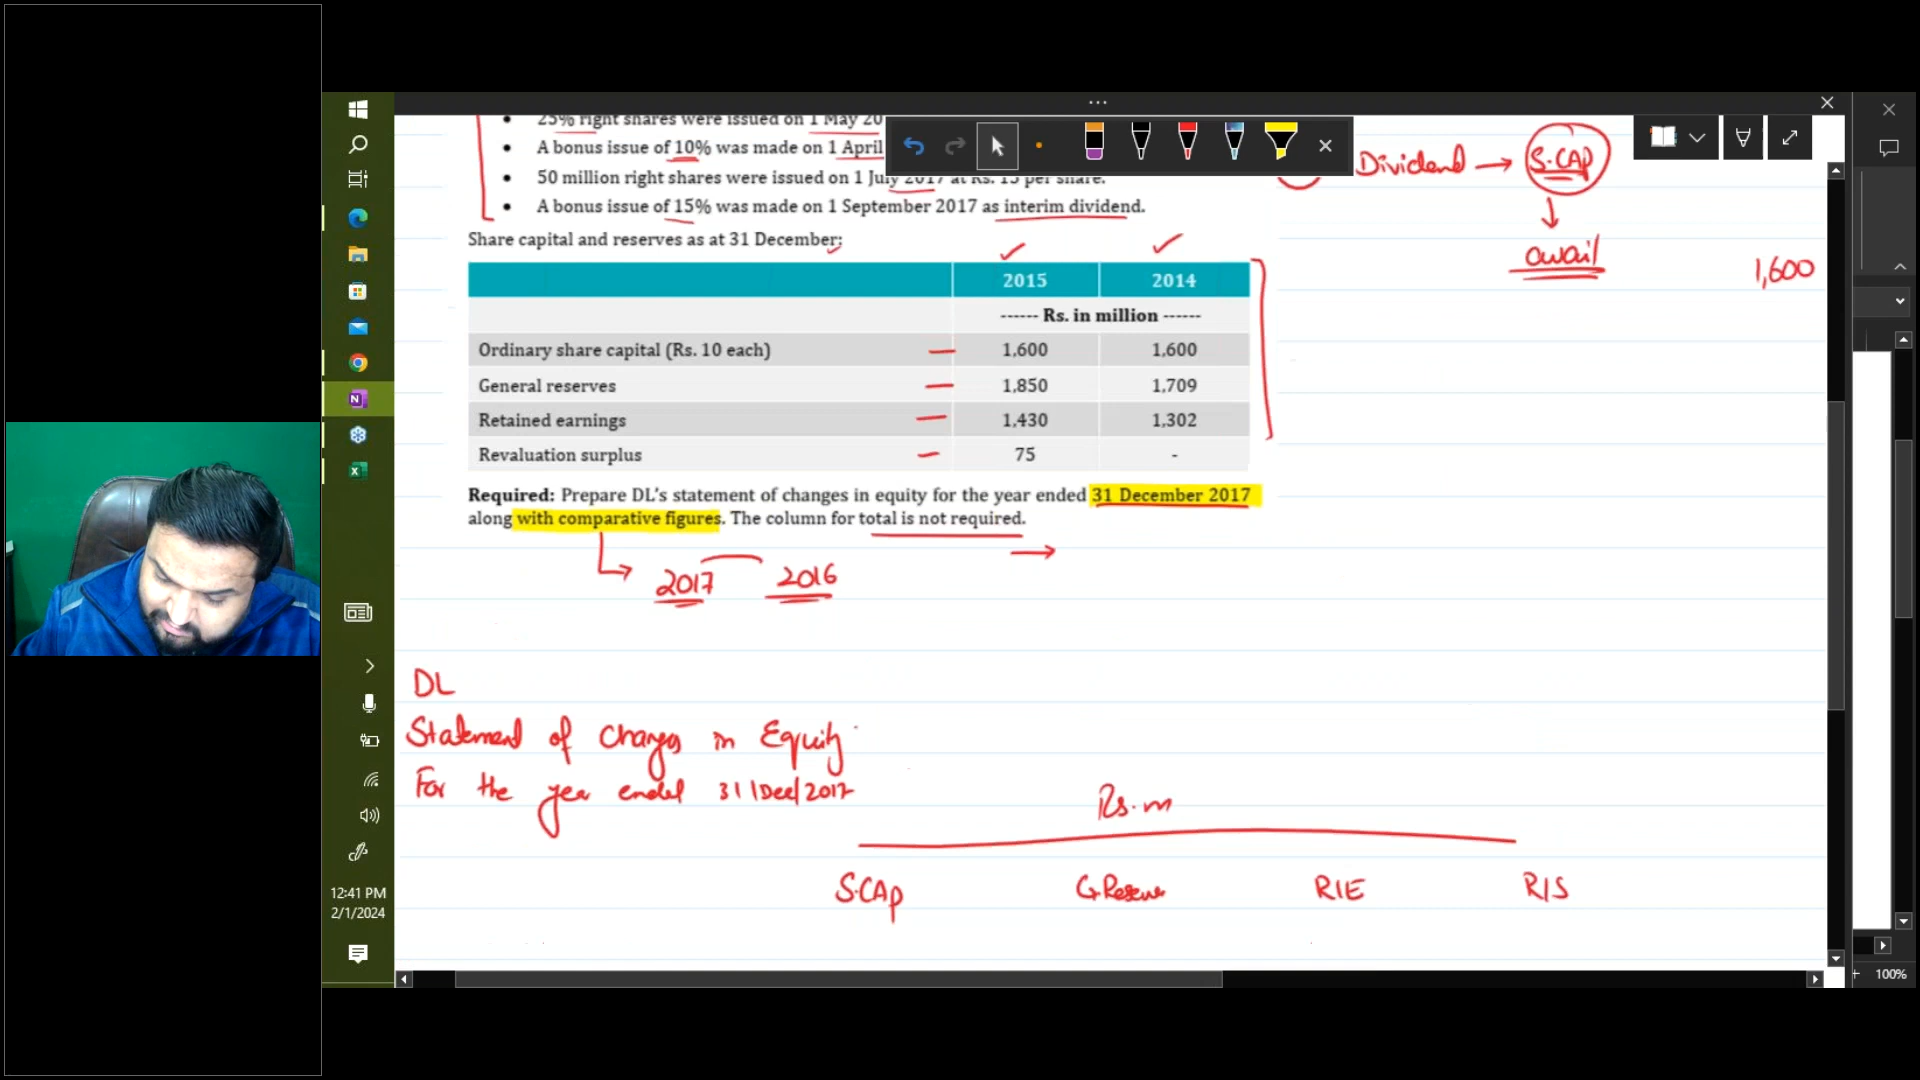 25% right shares were issued on 1 May 20
A bonus issue of 10% was made on 1 April
50 million right shares were issued on 1 July 2017 at Rs. 15 per share.
A bonus issue of 15% was made on 1 September 2017 as interim dividend.
Dividend → S.CAP
↓
avail
1,600
Share capital and reserves as at 31 December:
2015 2014
------ Rs. in million ------
Ordinary share capital (Rs. 10 each) 1,600 1,600
General reserves 1,850 1,709
Retained earnings 1,430 1,302
Revaluation surplus 75 -
Required: Prepare DL's statement of changes in equity for the year ended 31 December 2017
along with comparative figures. The column for total is not required.
2017 2016
DL
Statement of Changes in Equity
For the year ended 31/Dec/2017
Rs. m
S.CAP G.Reserve R/E R/S
12:41 PM
2/1/2024
100%